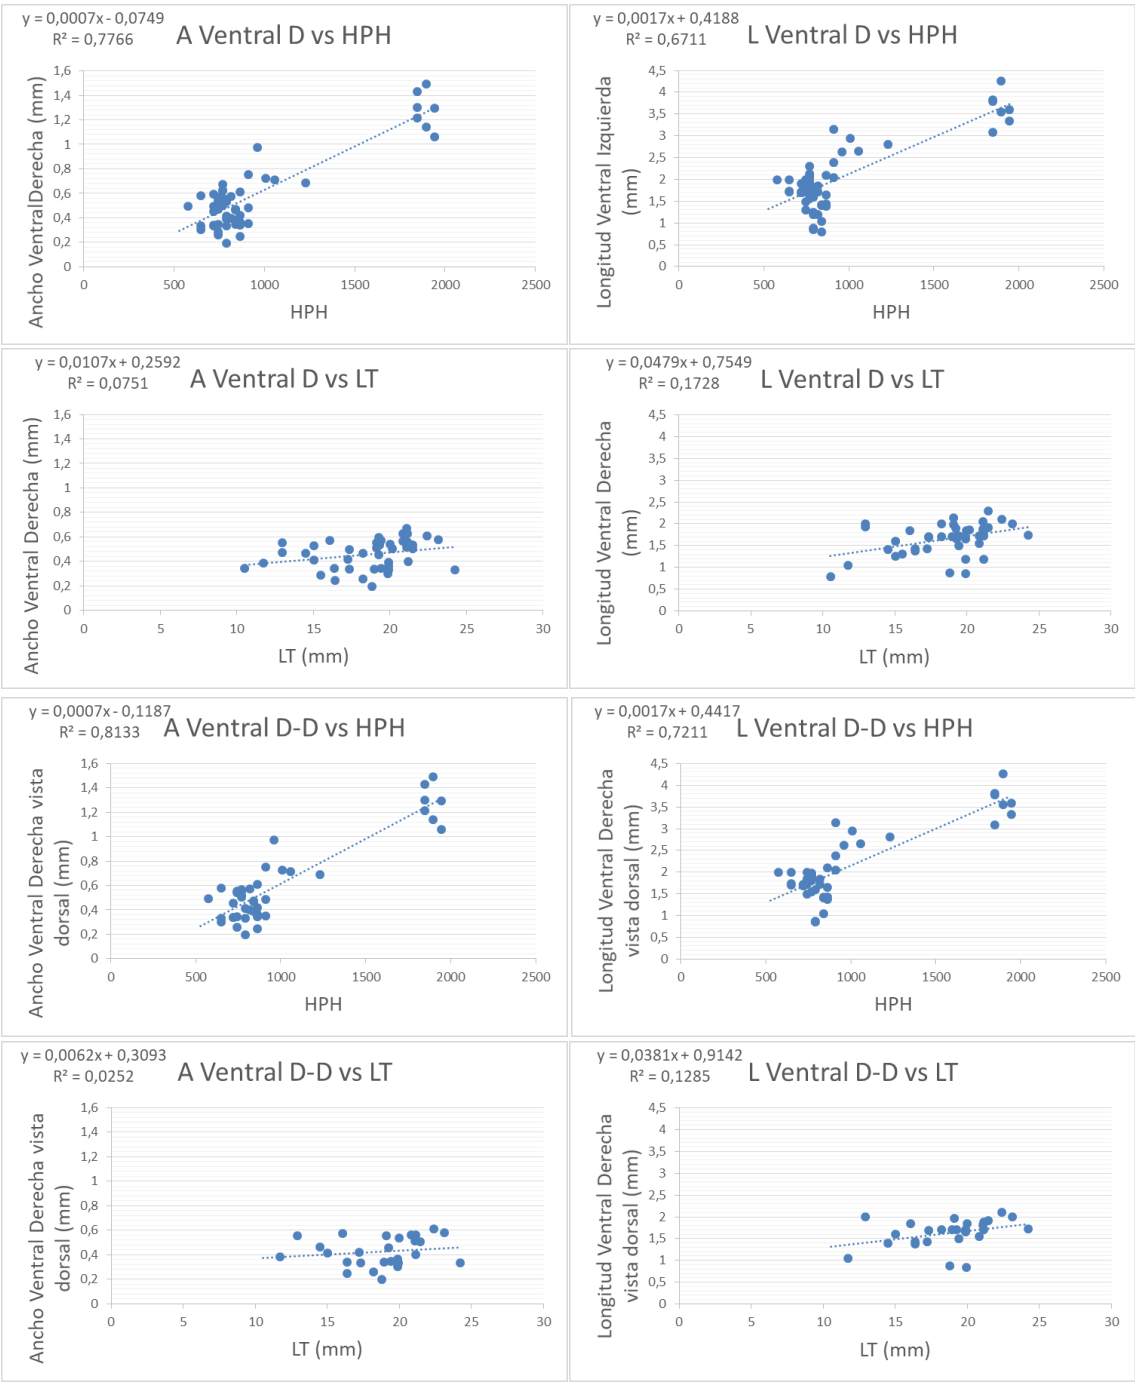 y = 0,0007x - 0,0749
R² = 0,7766
A Ventral D vs HPH
Ancho VentralDerecha (mm)
1,6
1,4
1,2
1
0,8
0,6
0,4
0,2
0
0 500 1000 1500 2000 2500
HPH
y = 0,0017x + 0,4188
R² = 0,6711
L Ventral D vs HPH
Longitud Ventral Izquierda
(mm)
4,5
4
3,5
3
2,5
2
1,5
1
0,5
0
0 500 1000 1500 2000 2500
HPH
y = 0,0107x + 0,2592
R² = 0,0751
A Ventral D vs LT
Ancho Ventral Derecha (mm)
1,6
1,4
1,2
1
0,8
0,6
0,4
0,2
0
0 5 10 15 20 25 30
LT (mm)
y = 0,0479x + 0,7549
R² = 0,1728
L Ventral D vs LT
Longitud Ventral Derecha
(mm)
4,5
4
3,5
3
2,5
2
1,5
1
0,5
0
0 5 10 15 20 25 30
LT (mm)
y = 0,0007x - 0,1187
R² = 0,8133
A Ventral D-D vs HPH
Ancho Ventral Derecha vista
dorsal (mm)
1,6
1,4
1,2
1
0,8
0,6
0,4
0,2
0
0 500 1000 1500 2000 2500
HPH
y = 0,0017x + 0,4417
R² = 0,7211
L Ventral D-D vs HPH
Longitud Ventral Derecha
vista dorsal (mm)
4,5
4
3,5
3
2,5
2
1,5
1
0,5
0
0 500 1000 1500 2000 2500
HPH
y = 0,0062x + 0,3093
R² = 0,0252
A Ventral D-D vs LT
Ancho Ventral Derecha vista
dorsal (mm)
1,6
1,4
1,2
1
0,8
0,6
0,4
0,2
0
0 5 10 15 20 25 30
LT (mm)
y = 0,0381x + 0,9142
R² = 0,1285
L Ventral D-D vs LT
Longitud Ventral Derecha
vista dorsal (mm)
4,5
4
3,5
3
2,5
2
1,5
1
0,5
0
0 5 10 15 20 25 30
LT (mm)